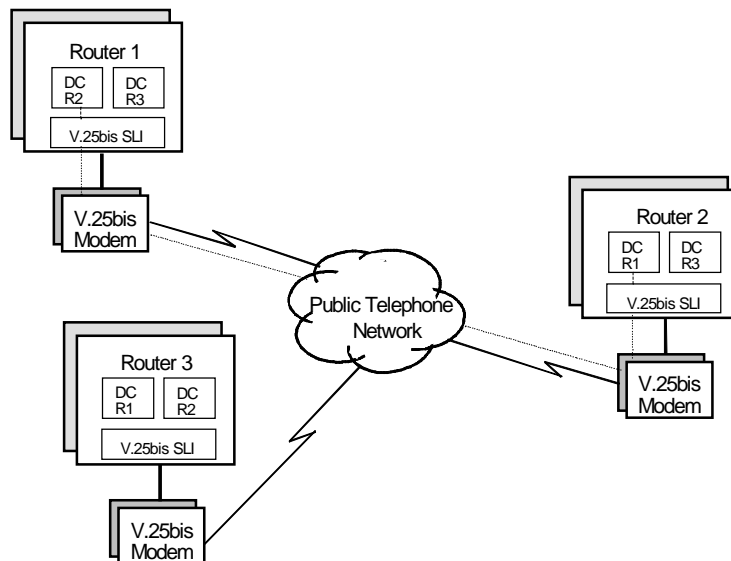 Router 1
DC
R2
DC
R3
V.25bis SLI
V.25bis
Modem
Router 2
DC
R1
DC
R3
V.25bis SLI
V.25bis
Modem
Public Telephone
Network
Router 3
DC
R1
DC
R2
V.25bis SLI
V.25bis
Modem